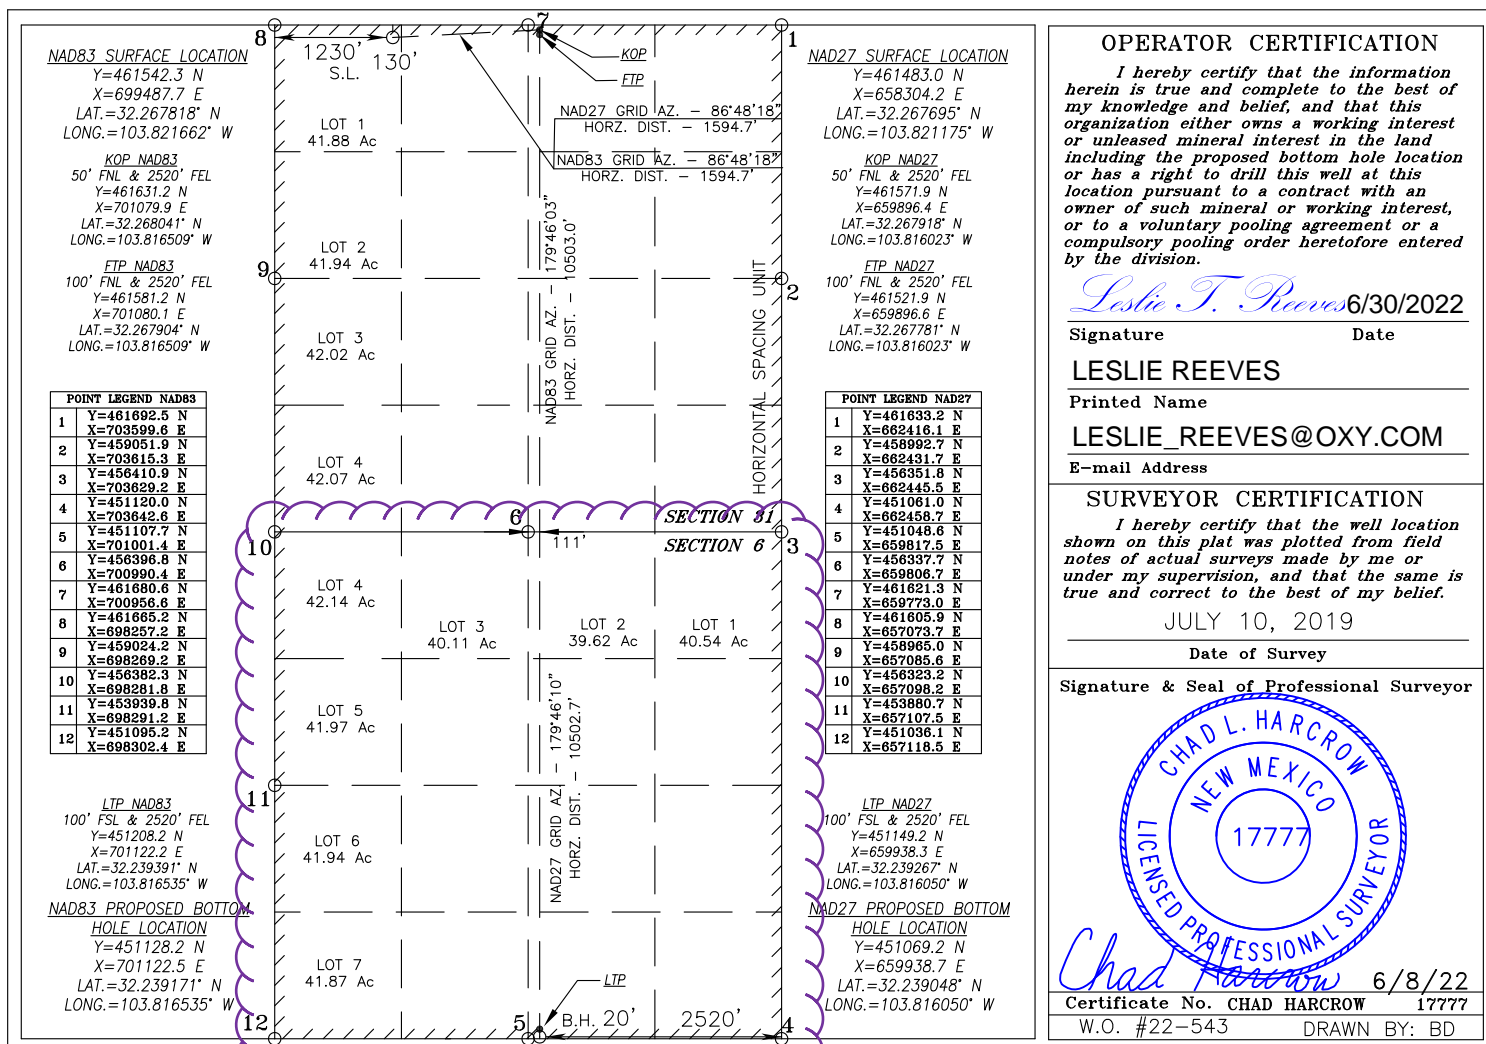 NAD83 SURFACE LOCATION
Y=461542.3 N
X=699487.7 E
LAT.=32.267818° N
LONG.=103.821662° W
KOP NAD83
50' FNL & 2520' FEL
Y=461631.2 N
X=701079.9 E
LAT.=32.268041° N
LONG.=103.816509° W
FTP NAD83
100' FNL & 2520' FEL
Y=461581.2 N
X=701080.1 E
LAT.=32.267904° N
LONG.=103.816509° W
POINT LEGEND NAD83
1 Y=461692.5 N
X=703599.6 E
2 Y=459051.9 N
X=703615.3 E
3 Y=456410.9 N
X=703629.2 E
4 Y=451120.0 N
X=703642.6 E
5 Y=451107.7 N
X=701001.4 E
6 Y=456396.8 N
X=700990.4 E
7 Y=461680.6 N
X=700956.6 E
8 Y=461665.2 N
X=698257.2 E
9 Y=459024.2 N
X=698269.2 E
10 Y=456382.3 N
X=698281.8 E
11 Y=453939.8 N
X=698291.2 E
12 Y=451095.2 N
X=698302.4 E
LTP NAD83
100' FSL & 2520' FEL
Y=451208.2 N
X=701122.2 E
LAT.=32.239391° N
LONG.=103.816535° W
NAD83 PROPOSED BOTTOM
HOLE LOCATION
Y=451128.2 N
X=701122.5 E
LAT.=32.239171° N
LONG.=103.816535° W
8
7
1
1230'
130'
S.L.
KOP
FTP
NAD27 GRID AZ. - 86°48'18"
HORZ. DIST. - 1594.7'
NAD83 GRID AZ. - 86°48'18"
HORZ. DIST. - 1594.7'
LOT 1
41.88 Ac
LOT 2
41.94 Ac
9
2
LOT 3
42.02 Ac
NAD83 GRID AZ. - 179°46'03"
HORZ. DIST. - 10503.0'
HORIZONTAL SPACING UNIT
LOT 4
42.07 Ac
6
SECTION 31
10
111'
SECTION 6
3
LOT 4
42.14 Ac
LOT 3
40.11 Ac
LOT 2
39.62 Ac
LOT 1
40.54 Ac
LOT 5
41.97 Ac
NAD27 GRID AZ. - 179°46'10"
HORZ. DIST. - 10502.7'
11
LOT 6
41.94 Ac
LOT 7
41.87 Ac
LTP
12
5
B.H. 20'
2520'
4
NAD27 SURFACE LOCATION
Y=461483.0 N
X=658304.2 E
LAT.=32.267695° N
LONG.=103.821175° W
KOP NAD27
50' FNL & 2520' FEL
Y=461571.9 N
X=659896.4 E
LAT.=32.267918° N
LONG.=103.816023° W
FTP NAD27
100' FNL & 2520' FEL
Y=461521.9 N
X=659896.6 E
LAT.=32.267781° N
LONG.=103.816023° W
POINT LEGEND NAD27
1 Y=461633.2 N
X=662416.1 E
2 Y=458992.7 N
X=662431.7 E
3 Y=456351.8 N
X=662445.5 E
4 Y=451061.0 N
X=662458.7 E
5 Y=451048.6 N
X=659817.5 E
6 Y=456337.7 N
X=659806.7 E
7 Y=461621.3 N
X=659773.0 E
8 Y=461605.9 N
X=657073.7 E
9 Y=458965.0 N
X=657085.6 E
10 Y=456323.2 N
X=657098.2 E
11 Y=453880.7 N
X=657107.5 E
12 Y=451036.1 N
X=657118.5 E
LTP NAD27
100' FSL & 2520' FEL
Y=451149.2 N
X=659938.3 E
LAT.=32.239267° N
LONG.=103.816050° W
NAD27 PROPOSED BOTTOM
HOLE LOCATION
Y=451069.2 N
X=659938.7 E
LAT.=32.239048° N
LONG.=103.816050° W
OPERATOR CERTIFICATION
I hereby certify that the information
herein is true and complete to the best of
my knowledge and belief, and that this
organization either owns a working interest
or unleased mineral interest in the land
including the proposed bottom hole location
or has a right to drill this well at this
location pursuant to a contract with an
owner of such mineral or working interest,
or to a voluntary pooling agreement or a
compulsory pooling order heretofore entered
by the division.
Leslie T. Reeves 6/30/2022
Signature Date
LESLIE REEVES
Printed Name
LESLIE_REEVES@OXY.COM
E-mail Address
SURVEYOR CERTIFICATION
I hereby certify that the well location
shown on this plat was plotted from field
notes of actual surveys made by me or
under my supervision, and that the same is
true and correct to the best of my belief.
JULY 10, 2019
Date of Survey
Signature & Seal of Professional Surveyor
CHAD L. HARCROW
NEW MEXICO
17777
LICENSED PROFESSIONAL SURVEYOR
Chad Harcrow 6/8/22
Certificate No. CHAD HARCROW 17777
W.O. #22-543 DRAWN BY: BD